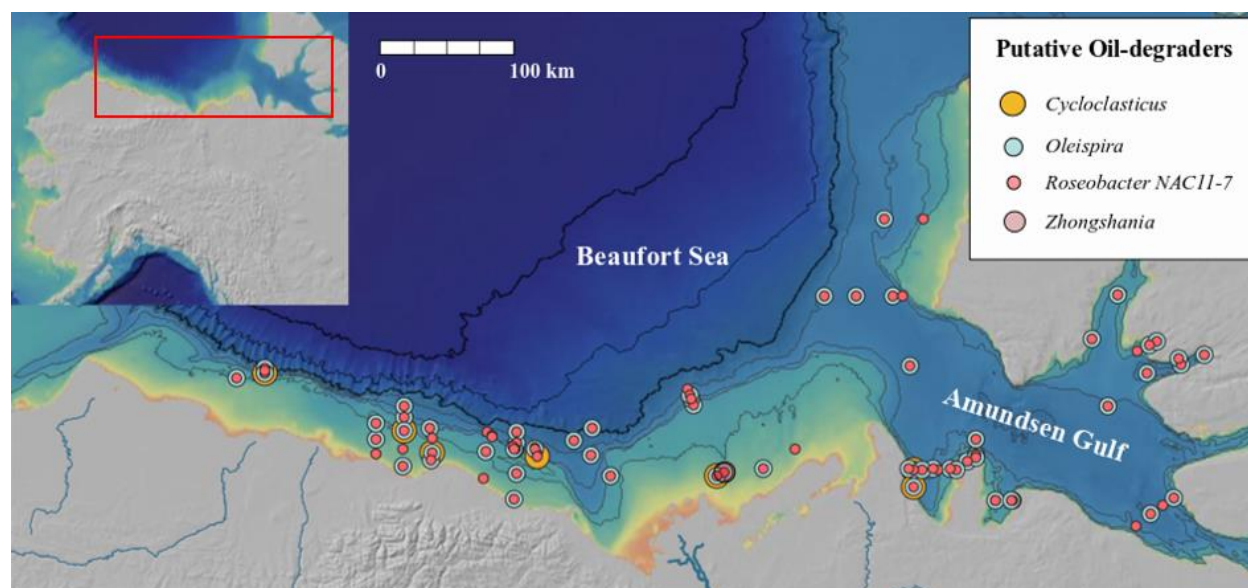 0 100 km
Beaufort Sea
Amundsen Gulf
Putative Oil-degraders
Cycloclasticus
Oleispira
Roseobacter NAC11-7
Zhongshania